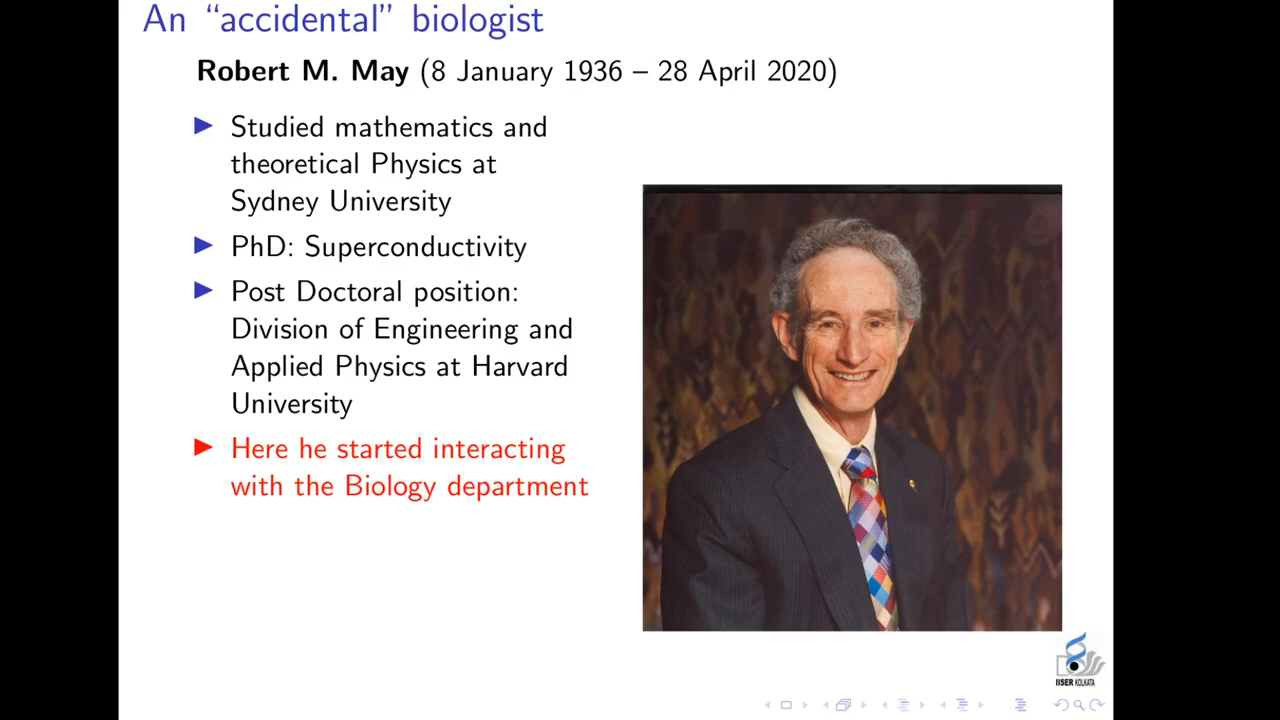 An “accidental” biologist
Robert M. May (8 January 1936 – 28 April 2020)
Studied mathematics and
theoretical Physics at
Sydney University
PhD: Superconductivity
Post Doctoral position:
Division of Engineering and
Applied Physics at Harvard
University
Here he started interacting
with the Biology department
IISER KOLKATA